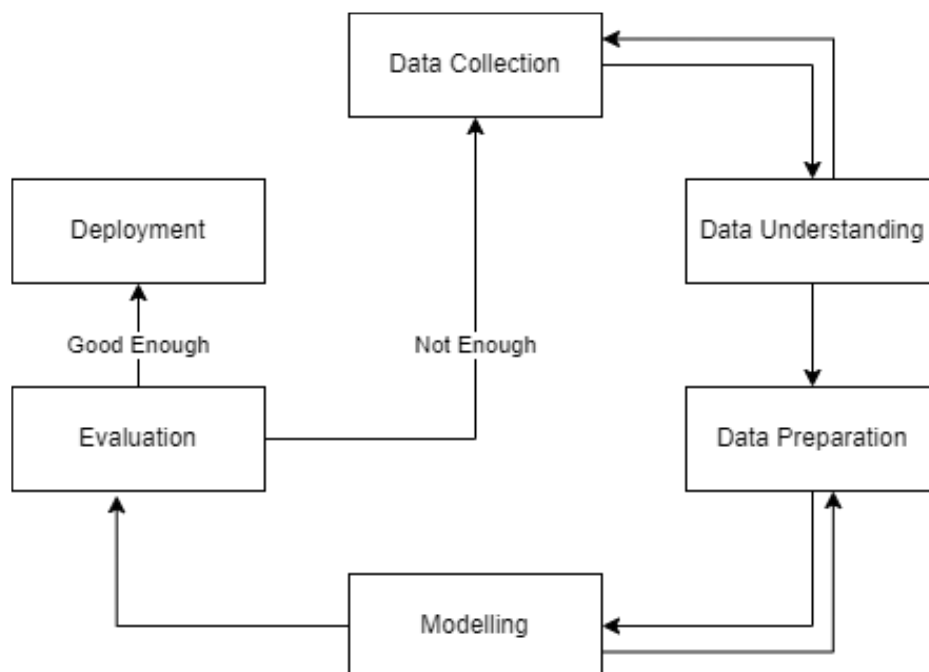 Data Collection
Deployment
Data Understanding
Good Enough
Not Enough
Evaluation
Data Preparation
Modelling